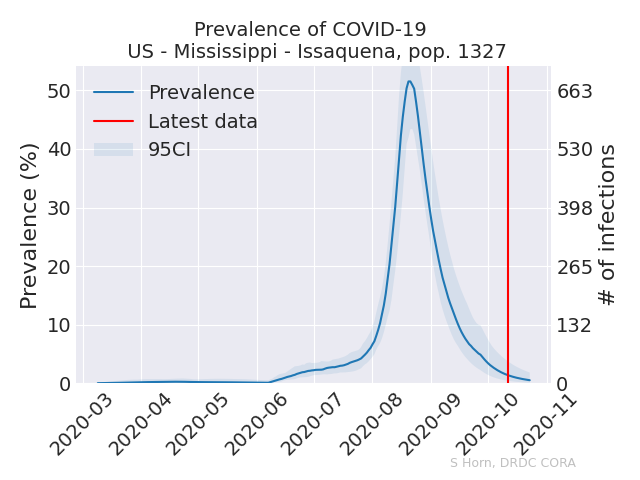 Prevalence of COVID-19
US - Mississippi - Issaquena, pop. 1327
Prevalence
Latest data
95CI
Prevalence (%)
50
40
30
20
10
0
663
530
398
265
132
0
# of infections
2020-03
2020-04
2020-05
2020-06
2020-07
2020-08
2020-09
2020-10
2020-11
S Horn, DRDC CORA